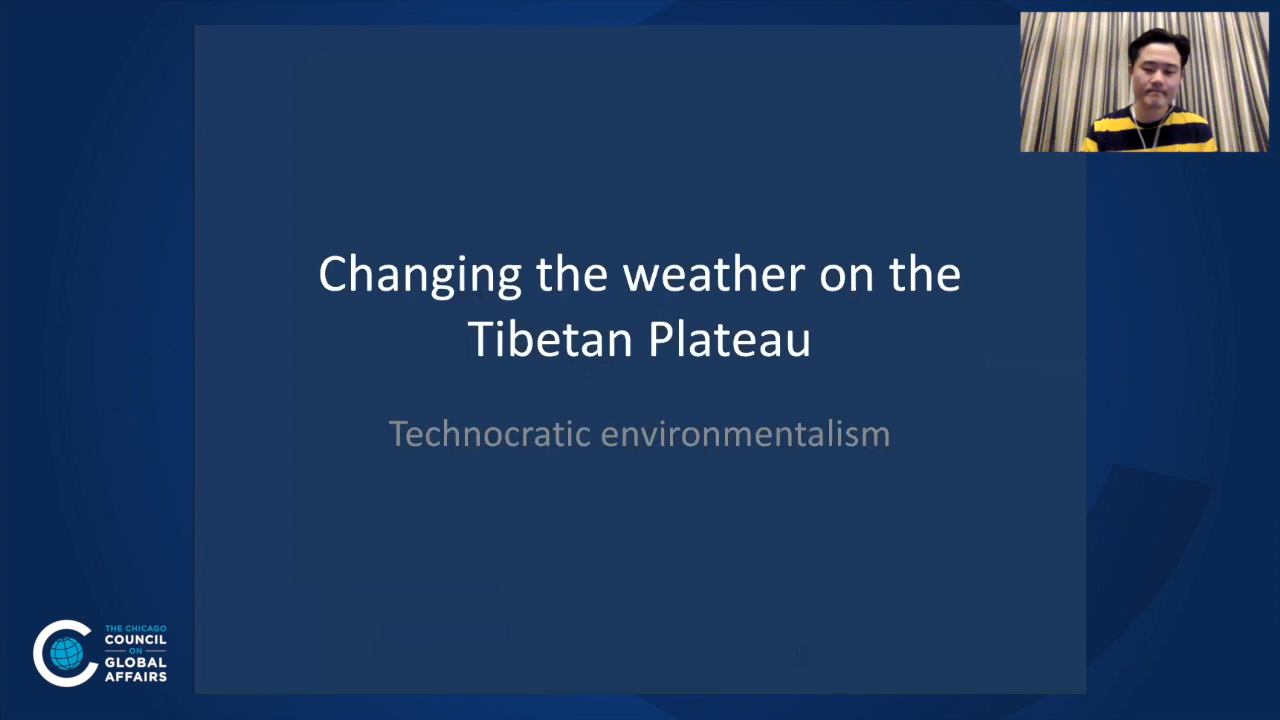 Changing the weather on the
Tibetan Plateau
Technocratic environmentalism
THE CHICAGO
COUNCIL
ON
GLOBAL
AFFAIRS